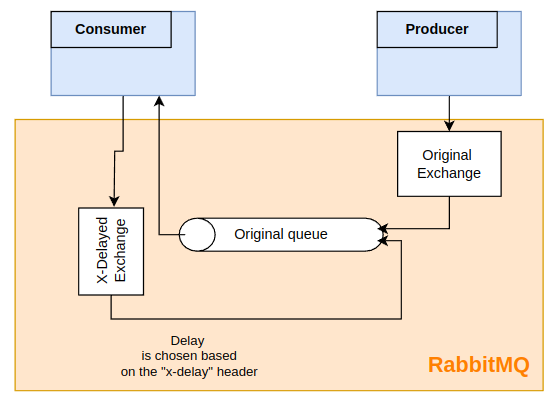 Consumer
Producer
Original
Exchange
X-Delayed
Exchange
Original queue
Delay
is chosen based
on the "x-delay" header
RabbitMQ